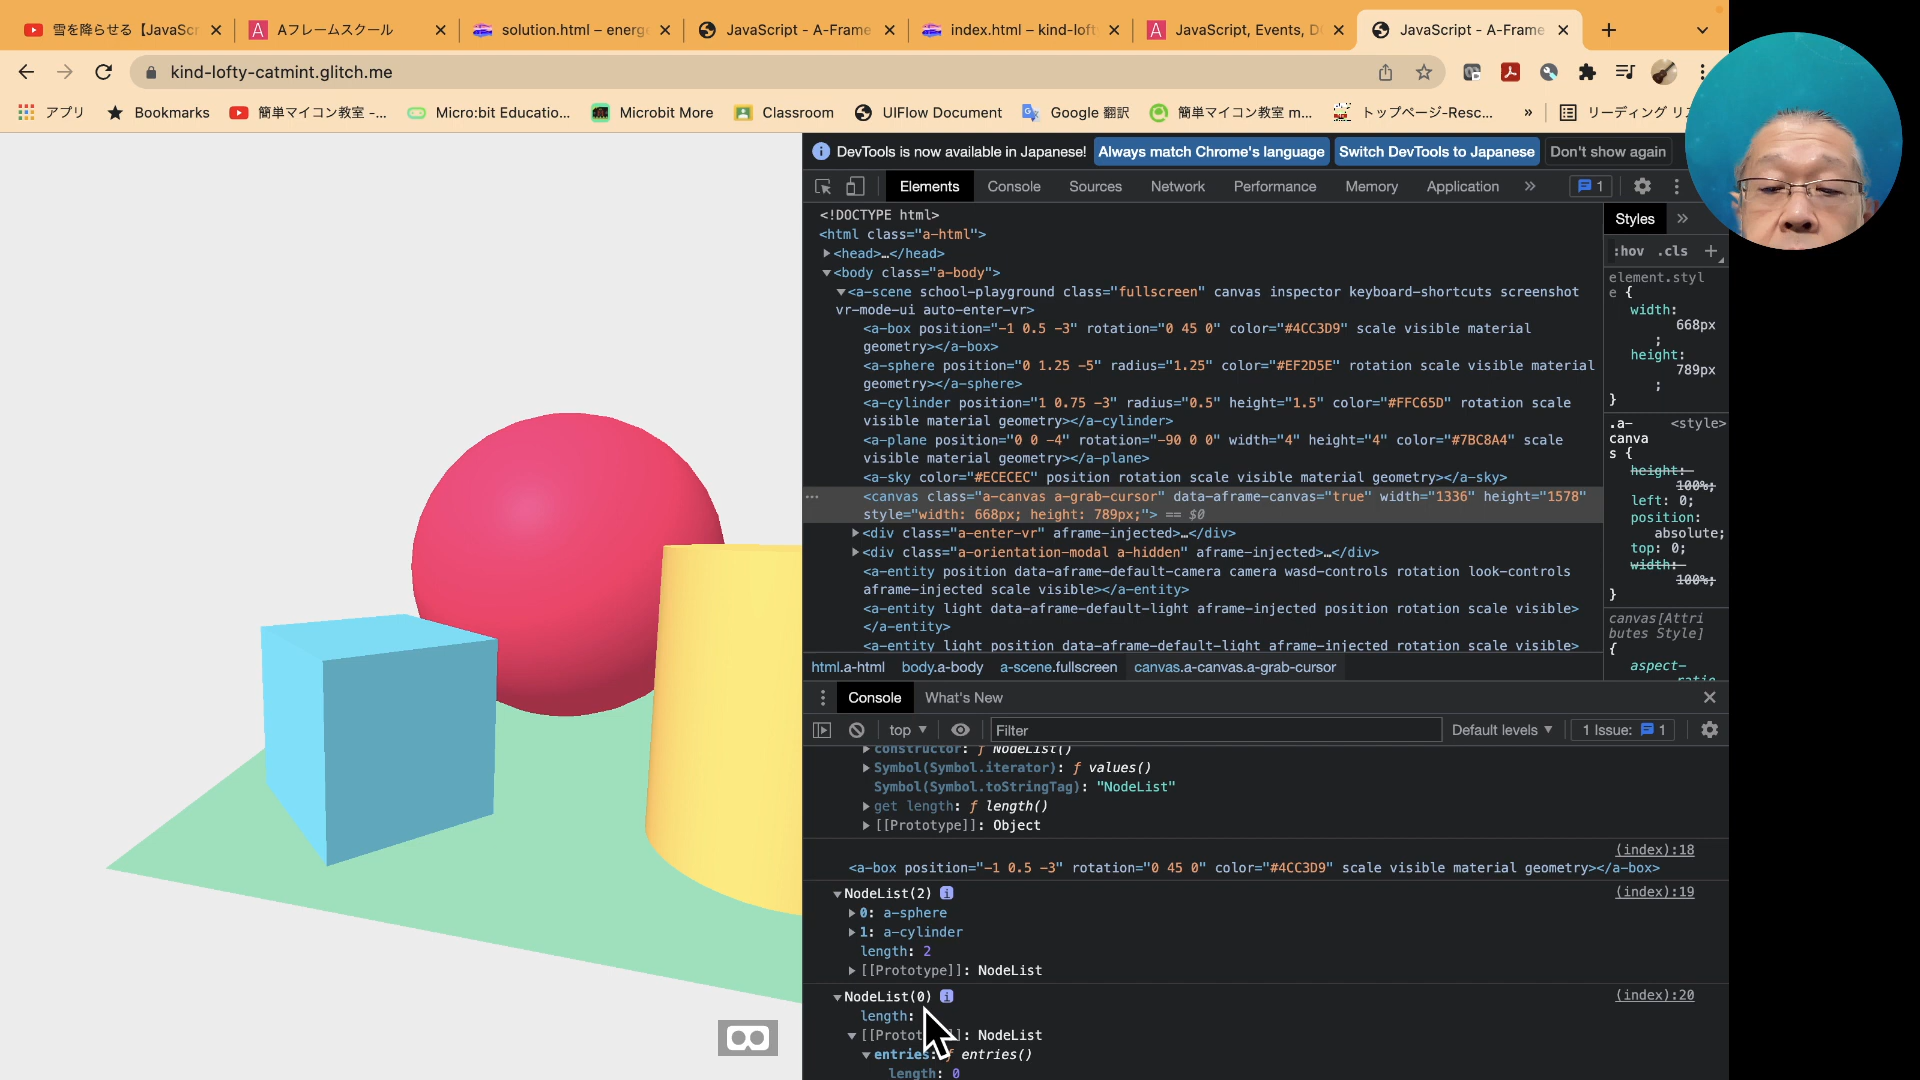 雪を降らせる【JavaScr
Aフレームスクール
solution.html – energe
JavaScript - A-Frame
index.html – kind-loft
JavaScript, Events, DO
JavaScript - A-Frame
kind-lofty-catmint.glitch.me
アプリ
Bookmarks
簡単マイコン教室 -...
Micro:bit Educatio...
Microbit More
Classroom
UIFlow Document
Google 翻訳
簡単マイコン教室 m...
トップページ-Resc...
»
リーディング リス
DevTools is now available in Japanese!
Always match Chrome's language
Switch DevTools to Japanese
Don't show again
Elements
Console
Sources
Network
Performance
Memory
Application
»
1
<!DOCTYPE html>
<html class="a-html">
<head>…</head>
<body class="a-body">
<a-scene school-playground class="fullscreen" canvas inspector keyboard-shortcuts screenshot
vr-mode-ui auto-enter-vr>
<a-box position="-1 0.5 -3" rotation="0 45 0" color="#4CC3D9" scale visible material
geometry></a-box>
<a-sphere position="0 1.25 -5" radius="1.25" color="#EF2D5E" rotation scale visible material
geometry></a-sphere>
<a-cylinder position="1 0.75 -3" radius="0.5" height="1.5" color="#FFC65D" rotation scale
visible material geometry></a-cylinder>
<a-plane position="0 0 -4" rotation="-90 0 0" width="4" height="4" color="#7BC8A4" scale
visible material geometry></a-plane>
<a-sky color="#ECECEC" position rotation scale visible material geometry></a-sky>
<canvas class="a-canvas a-grab-cursor" data-aframe-canvas="true" width="1336" height="1578"
style="width: 668px; height: 789px;"> == $0
<div class="a-enter-vr" aframe-injected>…</div>
<div class="a-orientation-modal a-hidden" aframe-injected>…</div>
<a-entity position data-aframe-default-camera camera wasd-controls rotation look-controls
aframe-injected scale visible></a-entity>
<a-entity light data-aframe-default-light aframe-injected position rotation scale visible>
</a-entity>
<a-entity light position data-aframe-default-light aframe-injected rotation scale visible>
html.a-html
body.a-body
a-scene.fullscreen
canvas.a-canvas.a-grab-cursor
Styles
»
:hov
.cls
+
element.styl
e {
width:
668px
;
height:
789px
;
}
.a-
<style>
canva
s {
height:
100%;
left: 0;
position:
absolute;
top: 0;
width:
100%;
}
canvas[Attri
butes Style]
{
aspect-
ratio
Console
What's New
top
Filter
Default levels
1 Issue:
1
constructor: ƒ NodeList()
Symbol(Symbol.iterator): ƒ values()
Symbol(Symbol.toStringTag): "NodeList"
get length: ƒ length()
[[Prototype]]: Object
(index):18
<a-box position="-1 0.5 -3" rotation="0 45 0" color="#4CC3D9" scale visible material geometry></a-box>
NodeList(2)
(index):19
0: a-sphere
1: a-cylinder
length: 2
[[Prototype]]: NodeList
NodeList(0)
(index):20
length:
[[Protot ]: NodeList
entries: ƒ entries()
length: 0